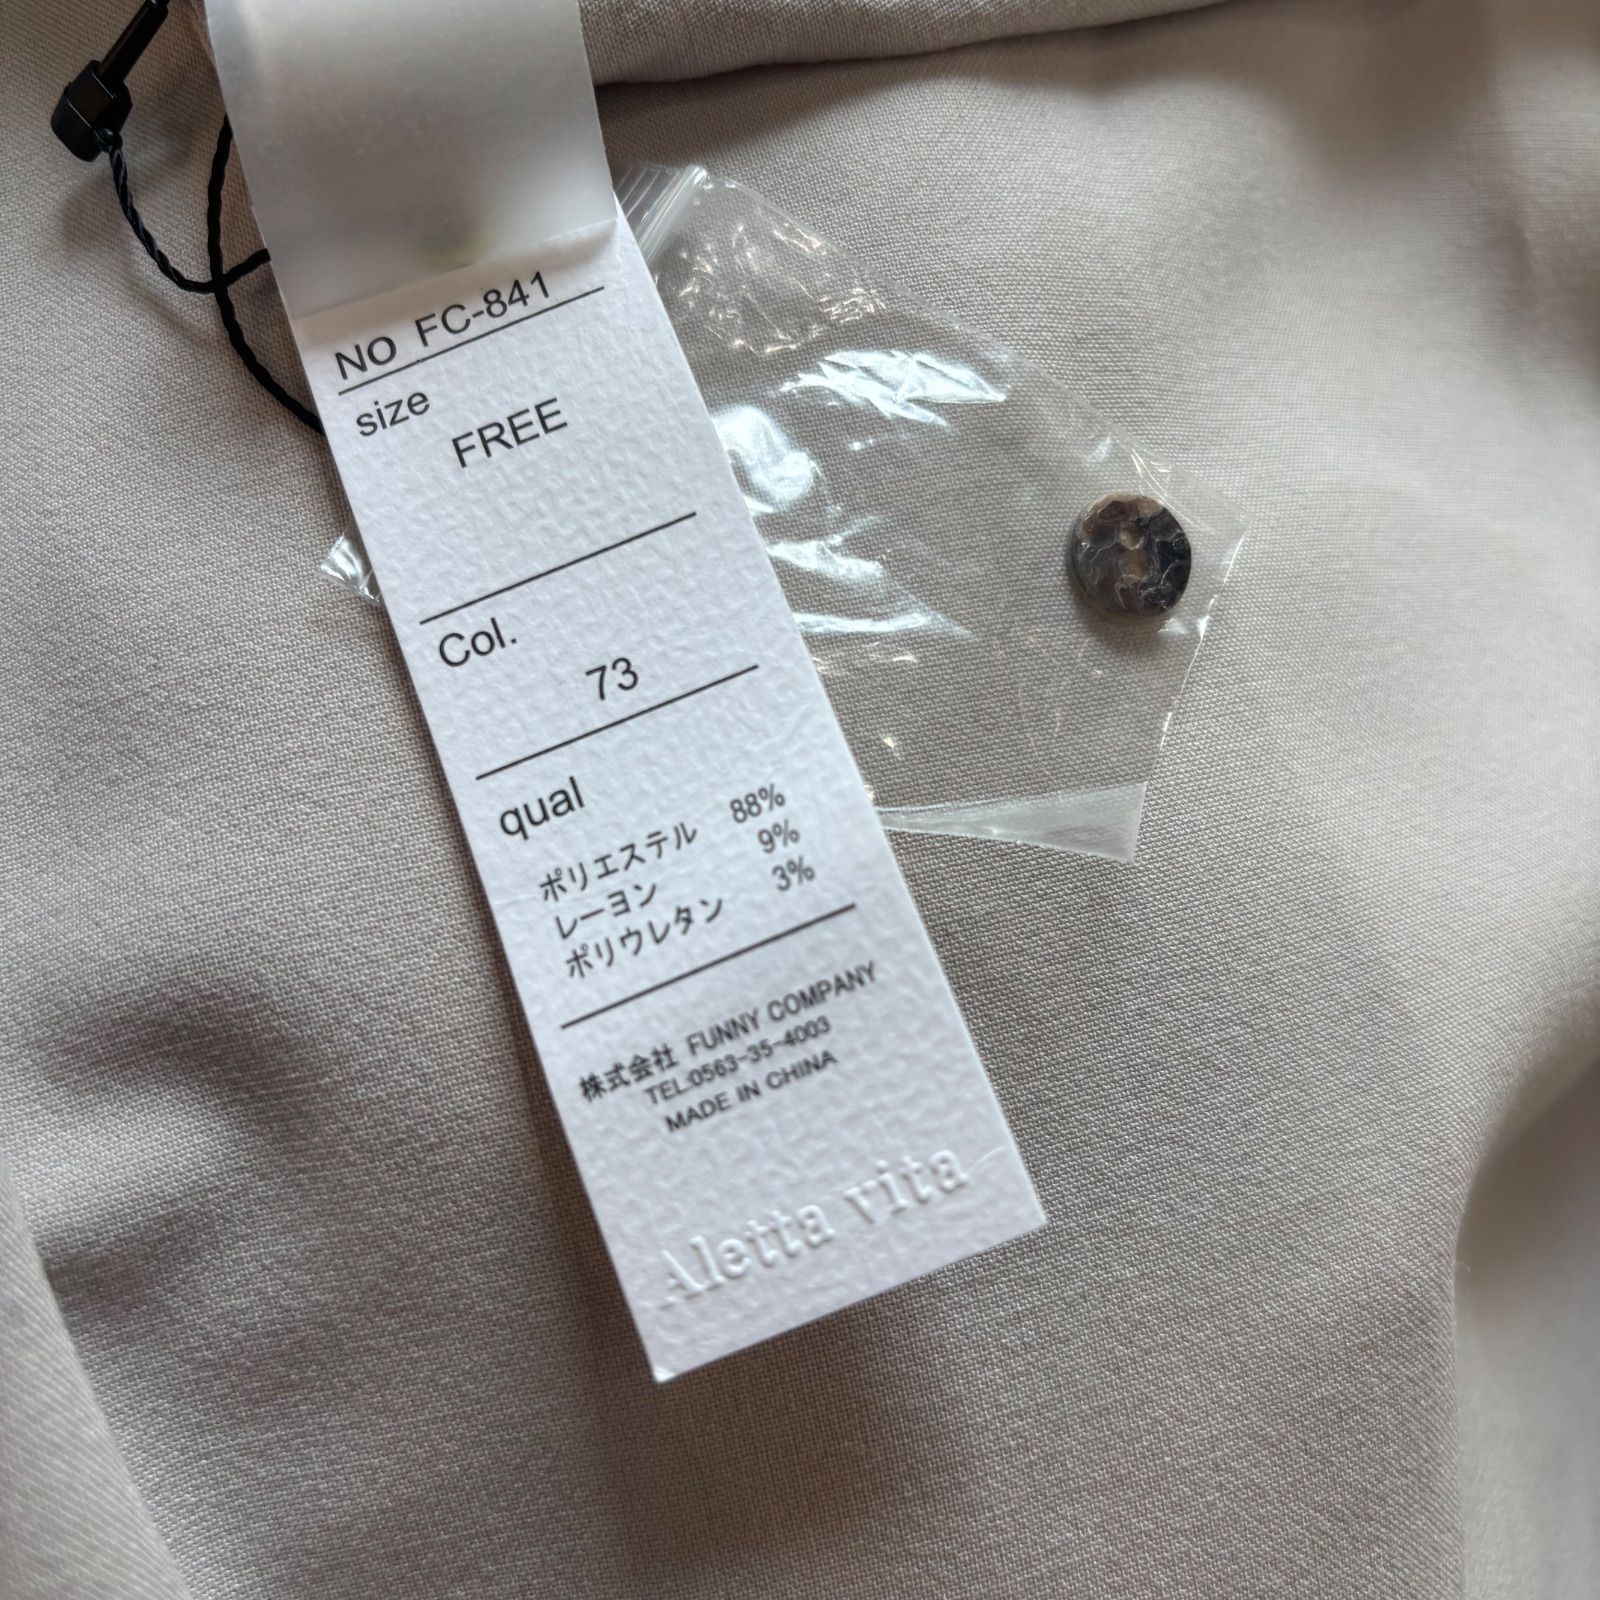 NO FC-841
size
FREE
Col.
73
qual
ポリエステル 88%
レーヨン 9%
ポリウレタン 3%
株式会社 FUNNY COMPANY
TEL:0563-35-4003
MADE IN CHINA
Aletta vita